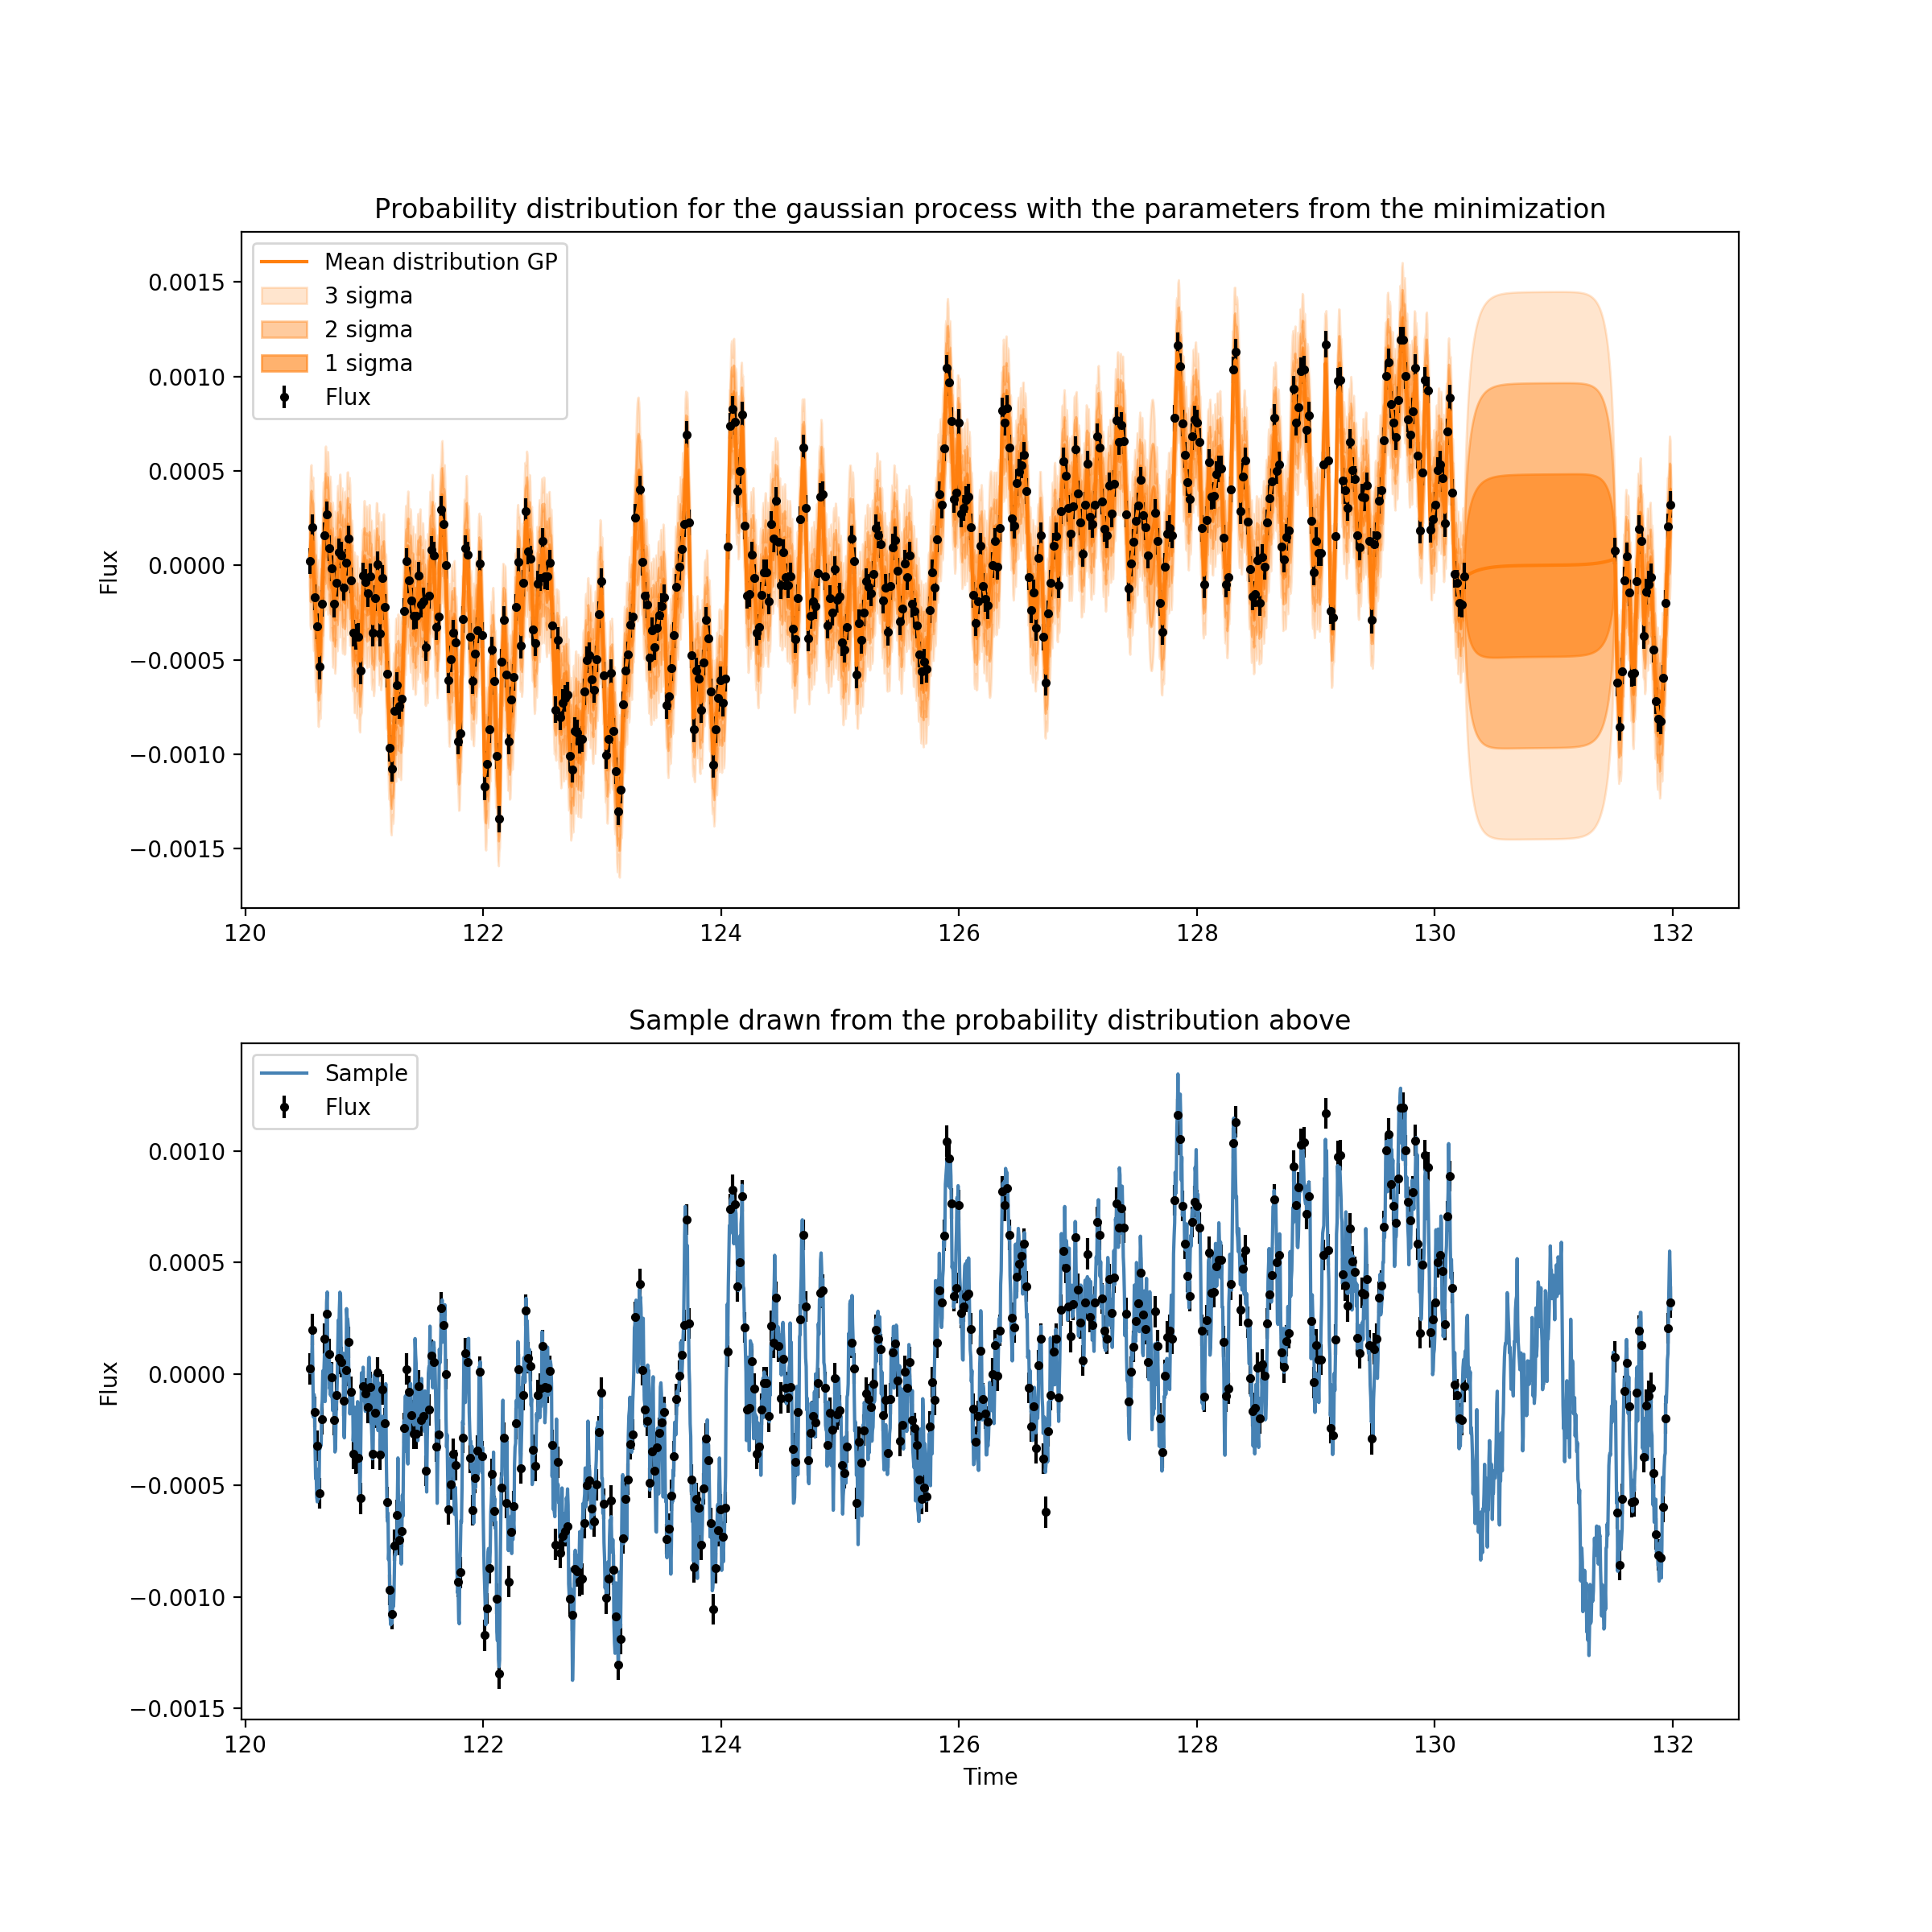 Probability distribution for the gaussian process with the parameters from the minimization
Mean distribution GP
3 sigma
2 sigma
1 sigma
Flux
0.0015
0.0010
0.0005
0.0000
−0.0005
−0.0010
−0.0015
Flux
120 122 124 126 128 130 132
Sample drawn from the probability distribution above
Sample
Flux
0.0010
0.0005
0.0000
−0.0005
−0.0010
−0.0015
Flux
120 122 124 126 128 130 132
Time